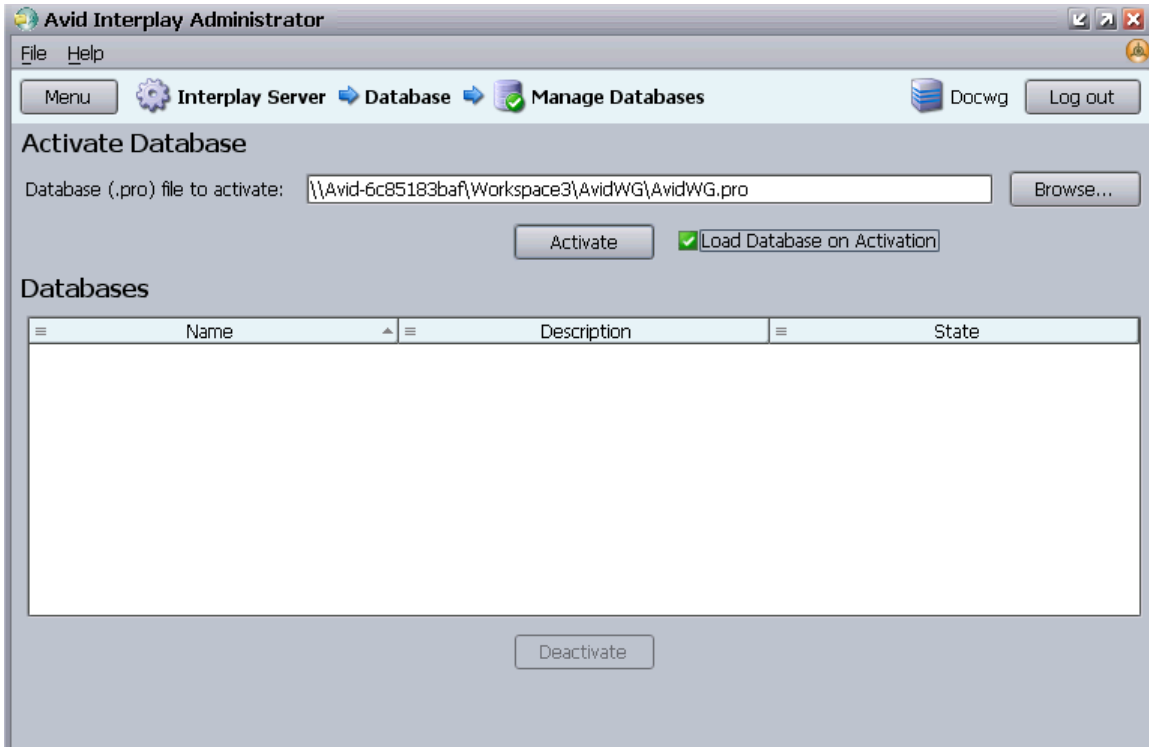 Avid Interplay Administrator
File Help
Menu Interplay Server Database Manage Databases Docwg Log out
Activate Database
Database (.pro) file to activate: \\Avid-6c85183baf\Workspace3\AvidWG\AvidWG.pro Browse...
Activate Load Database on Activation
Databases
Name Description State
Deactivate